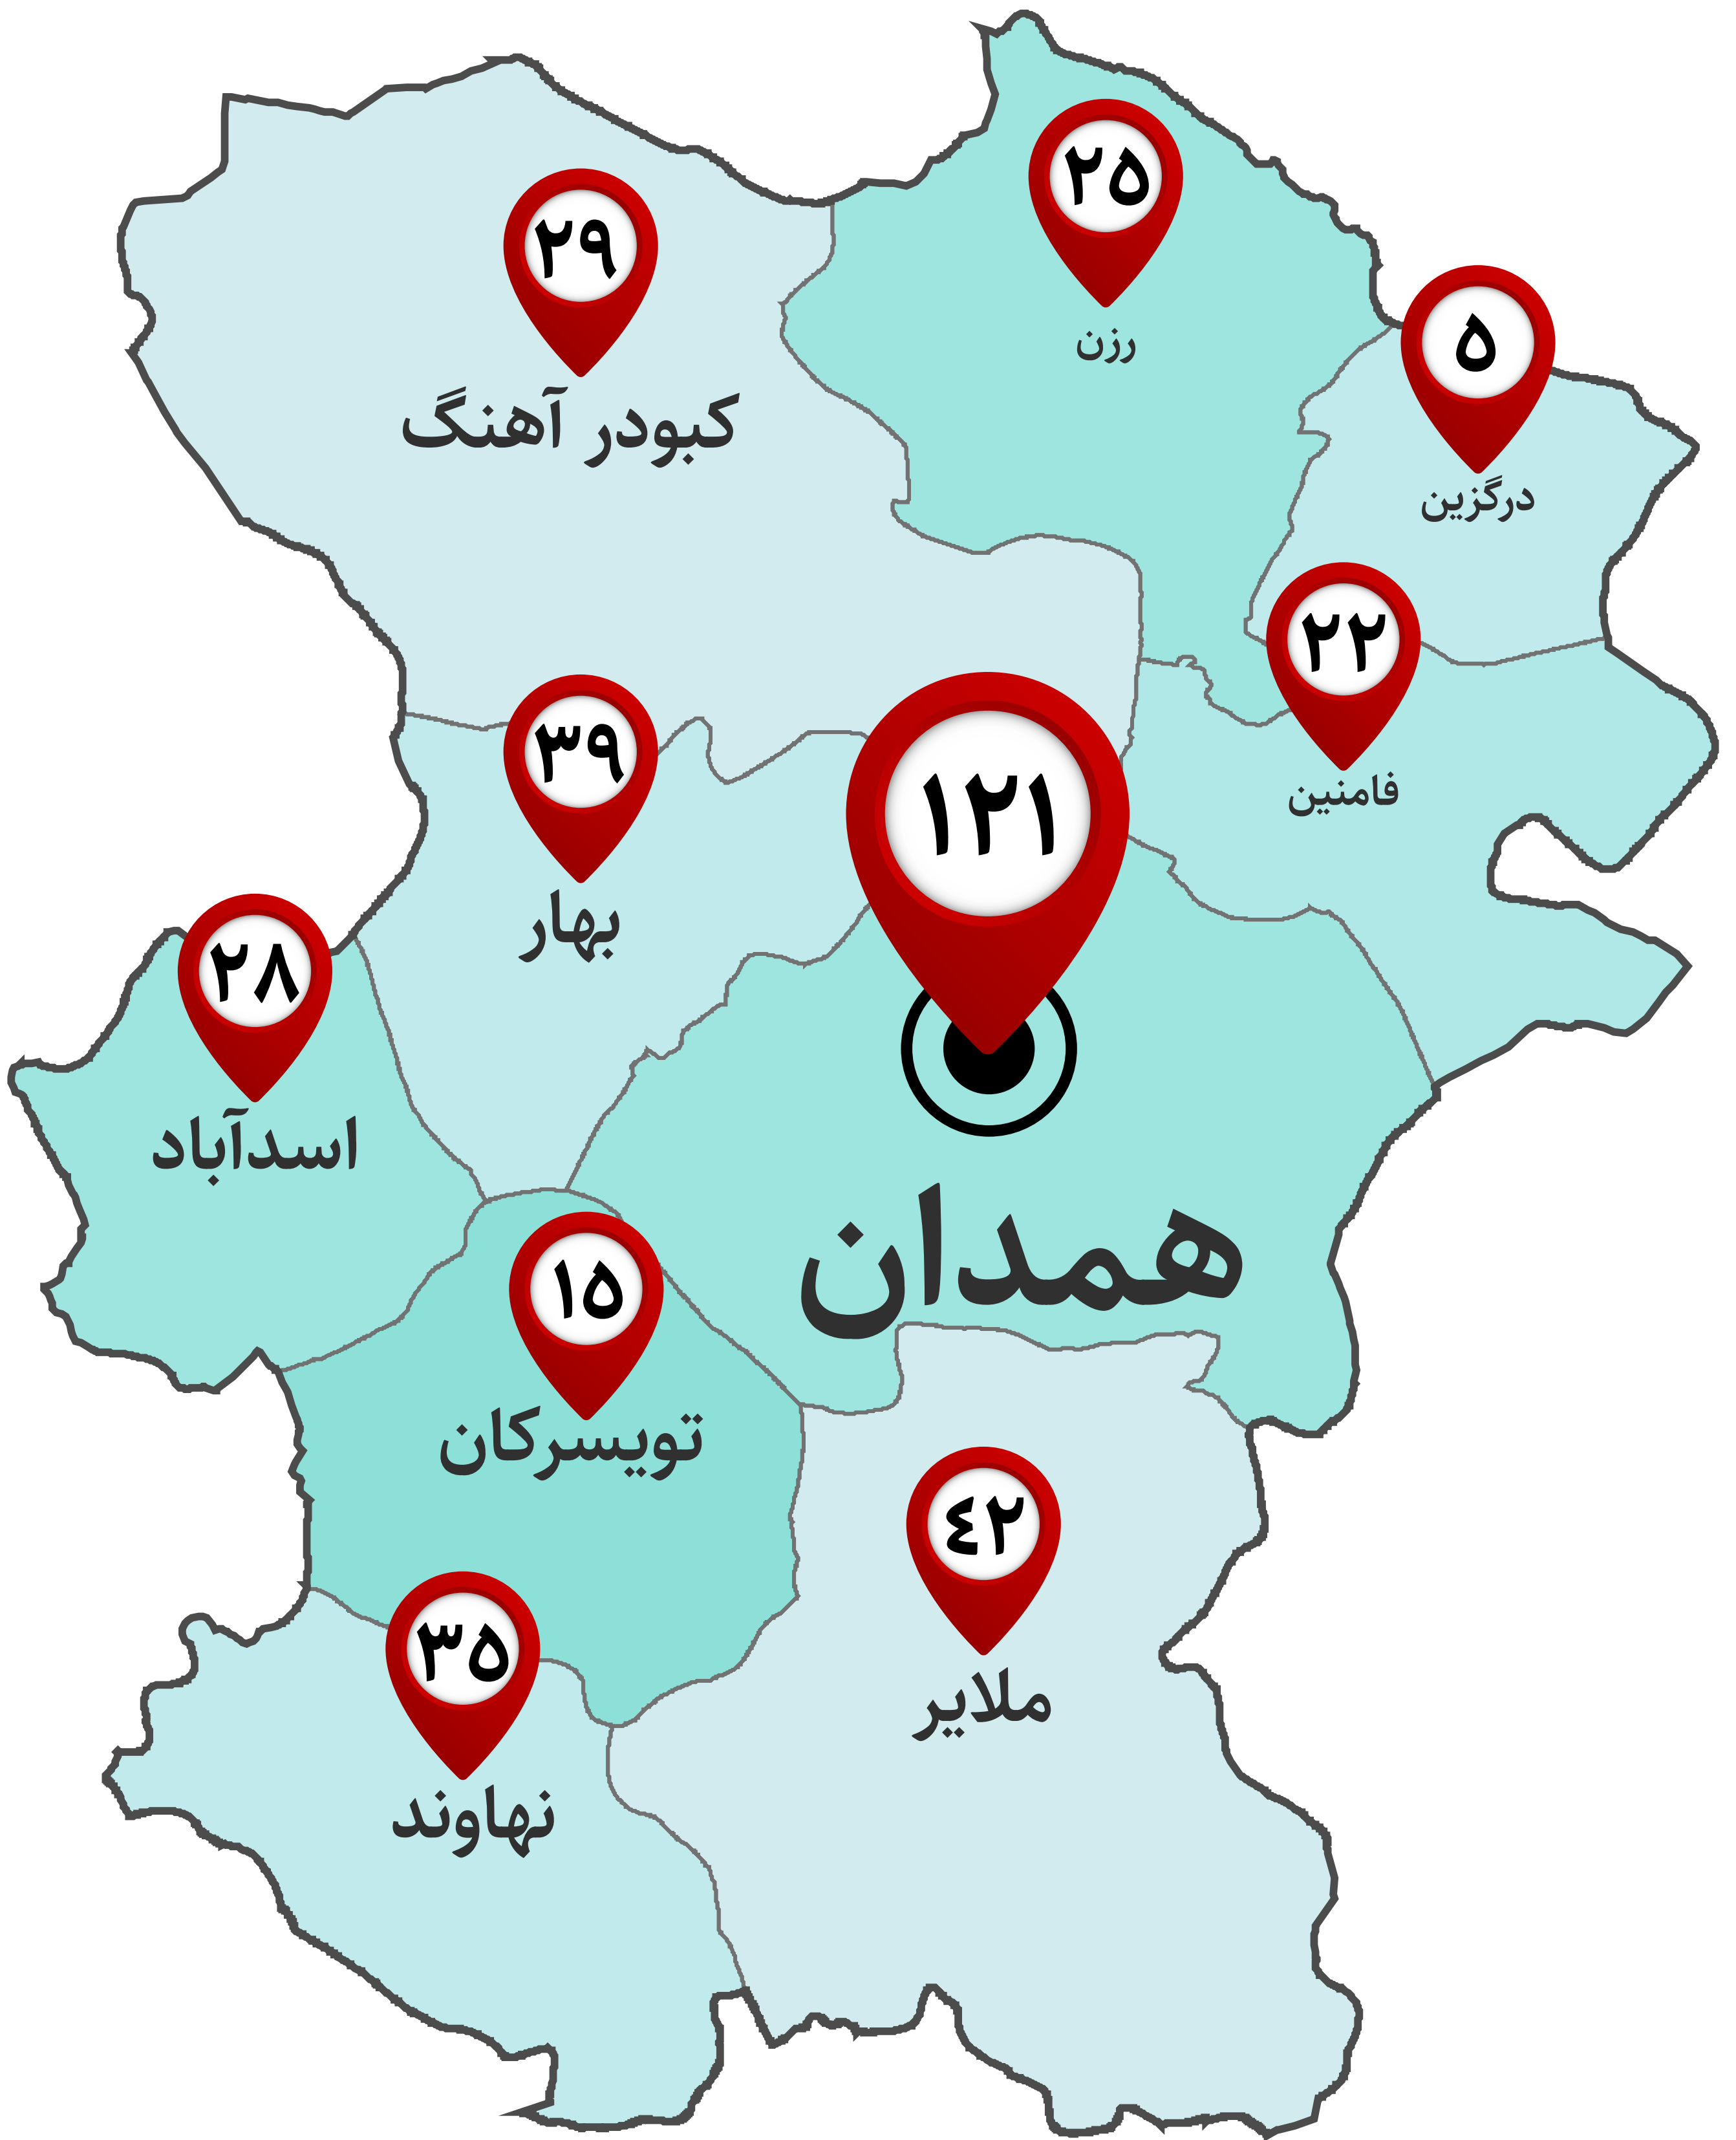 ۲۵
رزن
۲۹
کبودر آهنگ
۵
درگزین
۲۲
فامنین
۳۹
بهار
۱۲۱
همدان
۲۸
اسدآباد
۱۵
تویسرکان
۴۲
ملایر
۳۵
نهاوند